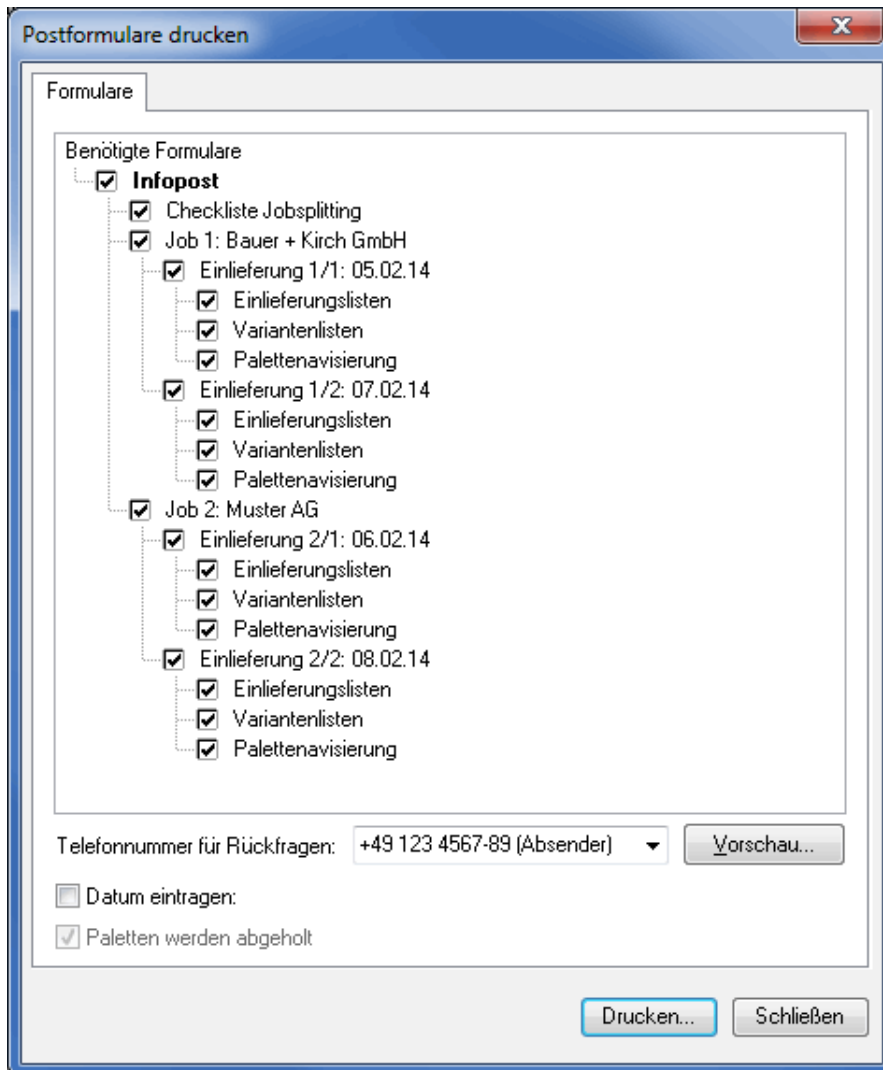 Postformulare drucken
Formulare
Benötigte Formulare
Infopost
Checkliste Jobsplitting
Job 1: Bauer + Kirch GmbH
Einlieferung 1/1: 05.02.14
Einlieferungslisten
Variantenlisten
Palettenavisierung
Einlieferung 1/2: 07.02.14
Einlieferungslisten
Variantenlisten
Palettenavisierung
Job 2: Muster AG
Einlieferung 2/1: 06.02.14
Einlieferungslisten
Variantenlisten
Palettenavisierung
Einlieferung 2/2: 08.02.14
Einlieferungslisten
Variantenlisten
Palettenavisierung
Telefonnummer für Rückfragen: +49 123 4567-89 (Absender) Vorschau...
Datum eintragen:
Paletten werden abgeholt
Drucken... Schließen